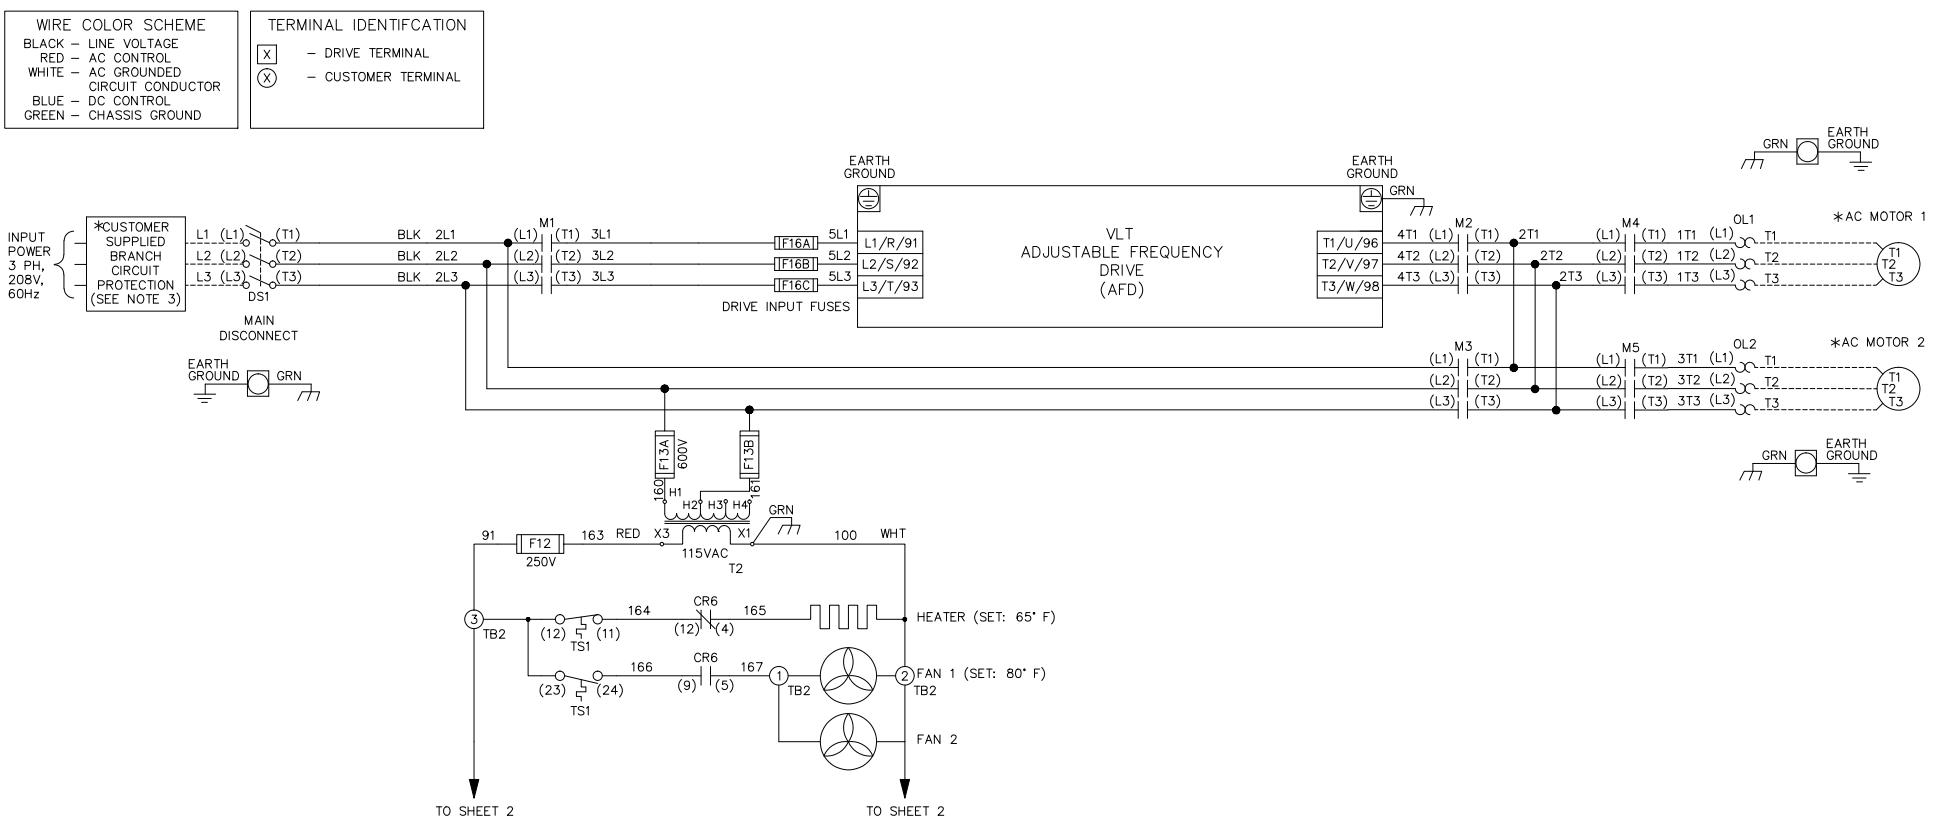 WIRE COLOR SCHEME
BLACK – LINE VOLTAGE
RED – AC CONTROL
WHITE – AC GROUNDED
CIRCUIT CONDUCTOR
BLUE – DC CONTROL
GREEN – CHASSIS GROUND
TERMINAL IDENTIFCATION
X – DRIVE TERMINAL
X – CUSTOMER TERMINAL
INPUT
POWER
3 PH,
208V,
60Hz
*CUSTOMER
SUPPLIED
BRANCH
CIRCUIT
PROTECTION
(SEE NOTE 3)
L1 (L1) (T1) BLK 2L1 (L1) M1 (T1) 3L1 F16A 5L1 L1/R/91
L2 (L2) (T2) BLK 2L2 (L2) (T2) 3L2 F16B 5L2 L2/S/92
L3 (L3) (T3) BLK 2L3 (L3) (T3) 3L3 F16C 5L3 L3/T/93
DS1
MAIN
DISCONNECT
DRIVE INPUT FUSES
EARTH
GROUND
GRN
EARTH
GROUND
VLT
ADJUSTABLE FREQUENCY
DRIVE
(AFD)
EARTH
GROUND
GRN
GRN
EARTH
GROUND
M2 M4 OL1 *AC MOTOR 1
T1/U/96 4T1 (L1) (T1) 2T1 (L1) (T1) 1T1 (L1) T1 T1
T2/V/97 4T2 (L2) (T2) 2T2 (L2) (T2) 1T2 (L2) T2 T2
T3/W/98 4T3 (L3) (T3) 2T3 (L3) (T3) 1T3 (L3) T3 T3
M3 M5 OL2 *AC MOTOR 2
(L1) (T1) (L1) (T1) 3T1 (L1) T1 T1
(L2) (T2) (L2) (T2) 3T2 (L2) T2 T2
(L3) (T3) (L3) (T3) 3T3 (L3) T3 T3
GRN
EARTH
GROUND
F13A
600V
F13B
160
161
H1 H2 H3 H4
GRN
91 F12 163 RED X3 X1 100 WHT
250V
115VAC
T2
3
TB2
(12) (11)
TS1
164
CR6
(12) (4)
165
HEATER (SET: 65° F)
(23) (24)
TS1
166
CR6
(9) (5)
167
1
TB2
2
TB2
FAN 1 (SET: 80° F)
FAN 2
TO SHEET 2
TO SHEET 2